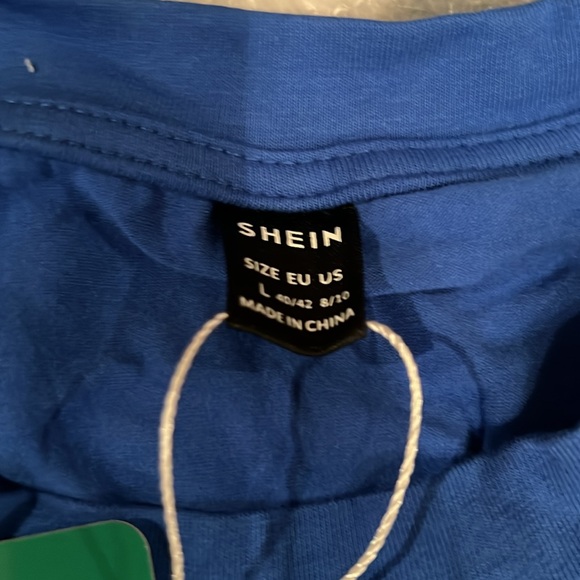 SHEIN
SIZE EU US
L 40/42 8/10
MADE IN CHINA